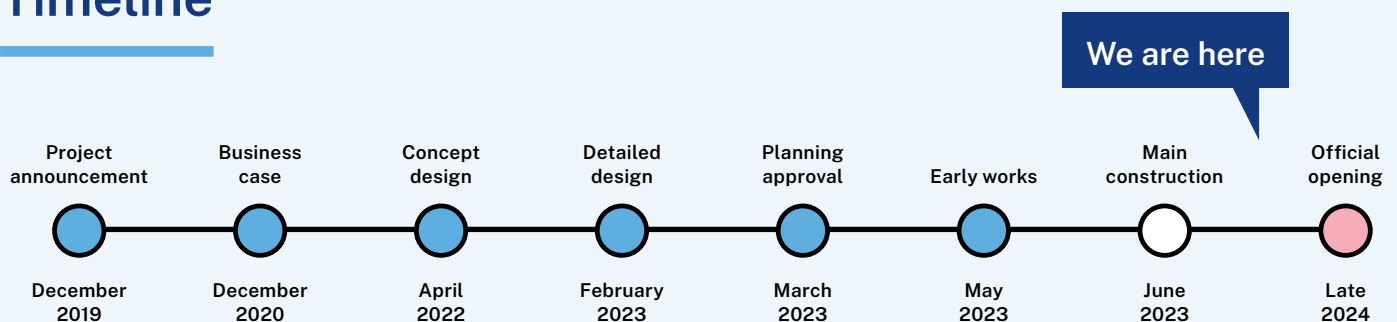 Timeline
We are here
Project
announcement
Business
case
Concept
design
Detailed
design
Planning
approval
Early works
Main
construction
Official
opening
December
2019
December
2020
April
2022
February
2023
March
2023
May
2023
June
2023
Late
2024